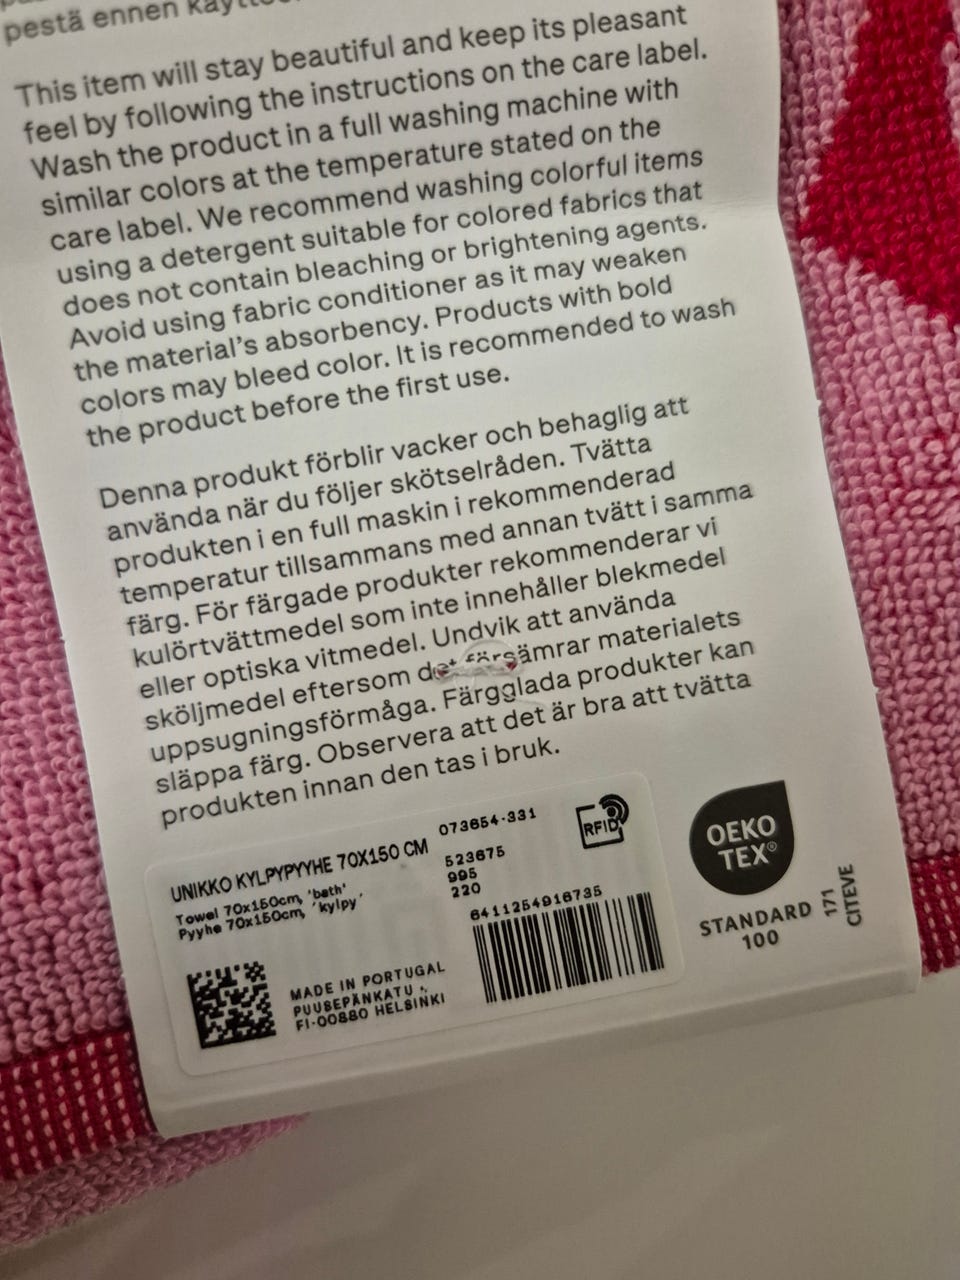 pestä ennen
This item will stay beautiful and keep its pleasant
feel by following the instructions on the care label.
Wash the product in a full washing machine with
similar colors at the temperature stated on the
care label. We recommend washing colorful items
using a detergent suitable for colored fabrics that
does not contain bleaching or brightening agents.
Avoid using fabric conditioner as it may weaken
the material's absorbency. Products with bold
colors may bleed color. It is recommended to wash
the product before the first use.
Denna produkt förblir vacker och behaglig att
använda när du följer skötselråden. Tvätta
produkten i en full maskin i rekommenderad
temperatur tillsammans med annan tvätt i samma
färg. För färgade produkter rekommenderar vi
kulörtvättmedel som inte innehåller blekmedel
eller optiska vitmedel. Undvik att använda
sköljmedel eftersom det försämrar materialets
uppsugningsförmåga. Färgglada produkter kan
släppa färg. Observera att det är bra att tvätta
produkten innan den tas i bruk.
UNIKKO KYLPYPYYHE 70X150 CM
Towel 70x150cm, 'bath'
Pyyhe 70x150cm, 'kylpy'
073654-331
523675
995
220
6411254916735
RFID
MADE IN PORTUGAL
PUUSEPÄNKATU 4,
FI-00880 HELSINKI
OEKO
TEX®
STANDARD
100
171
CITEVE